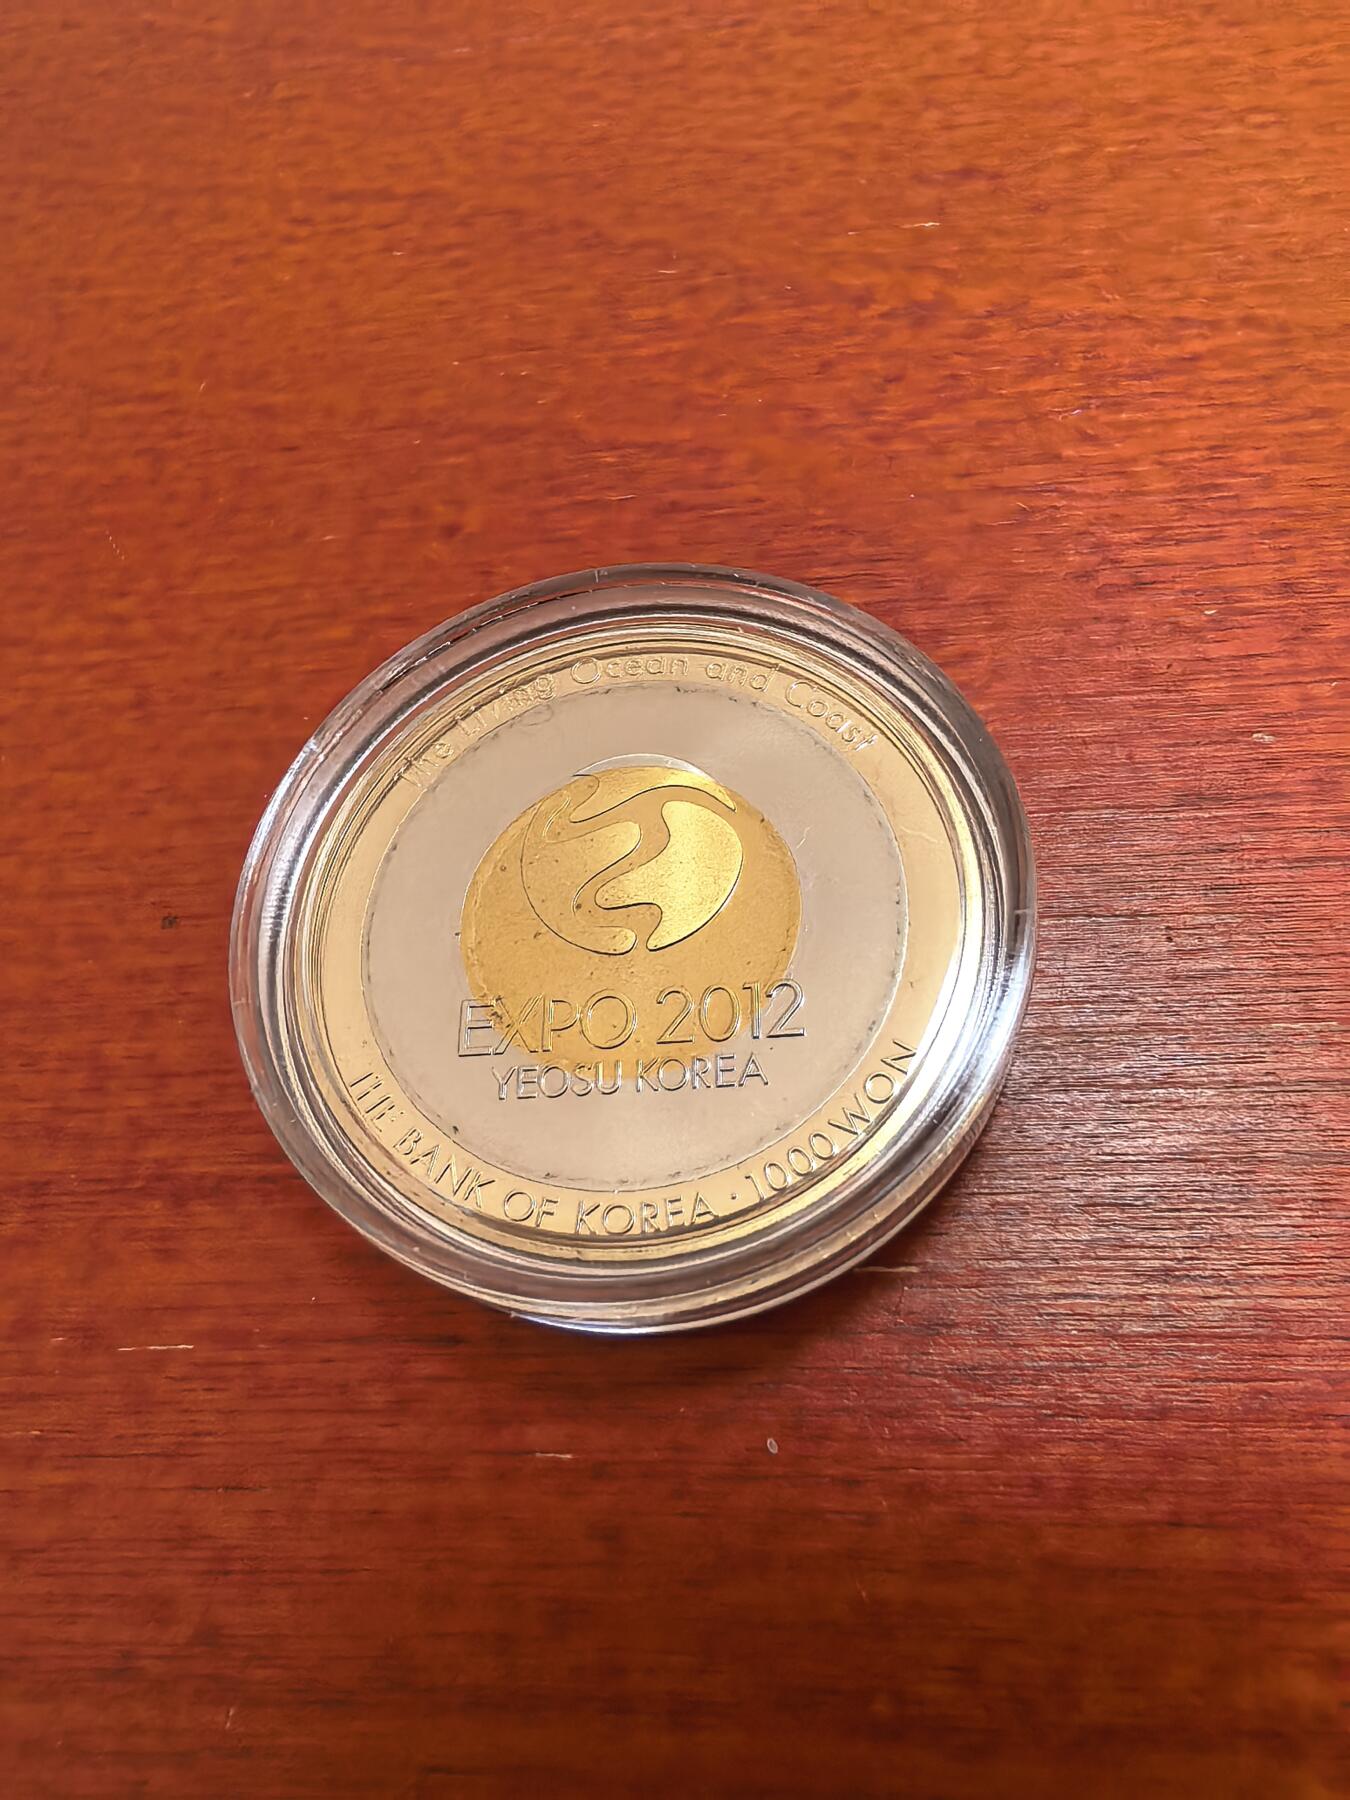 The Living Ocean and Coast
EXPO 2012
YEOSU KOREA
THE BANK OF KOREA · 1000 WON